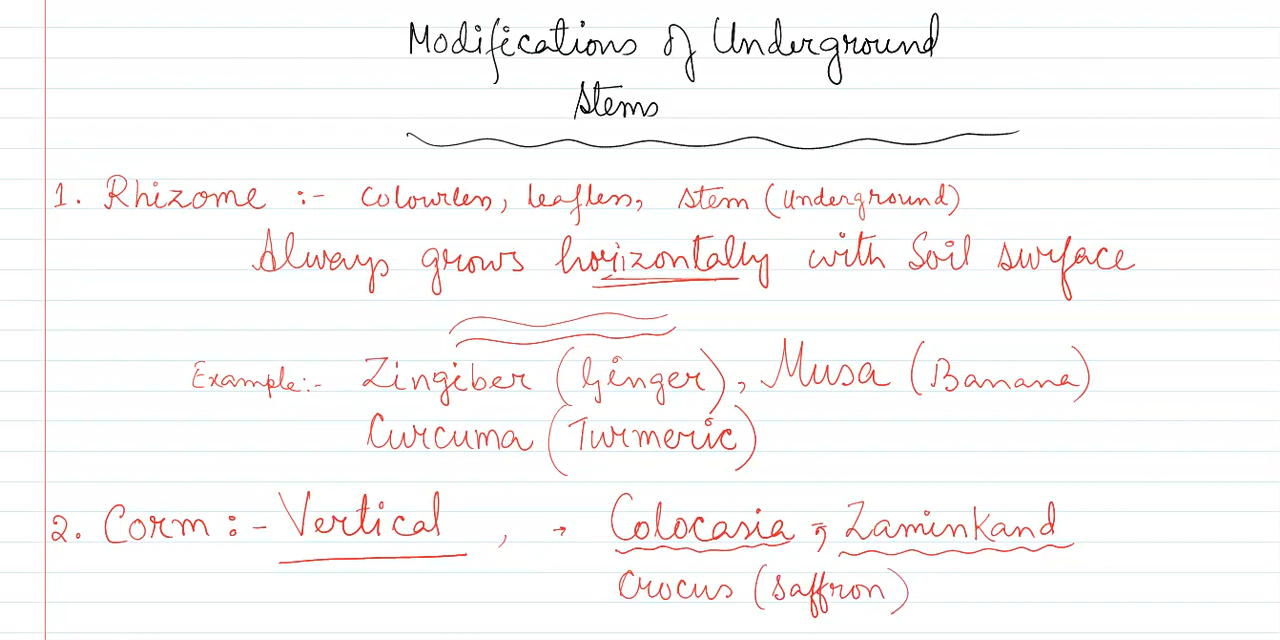 Modifications of Underground
Stems
1. Rhizome :- Colourless, leafless, stem (Underground)
Always grows horizontally with Soil surface
Example:- Zingiber (Ginger), Musa (Banana)
Curcuma (Turmeric)
2. Corm :- Vertical , → Colocasia, Zaminkand
Crocus (Saffron)